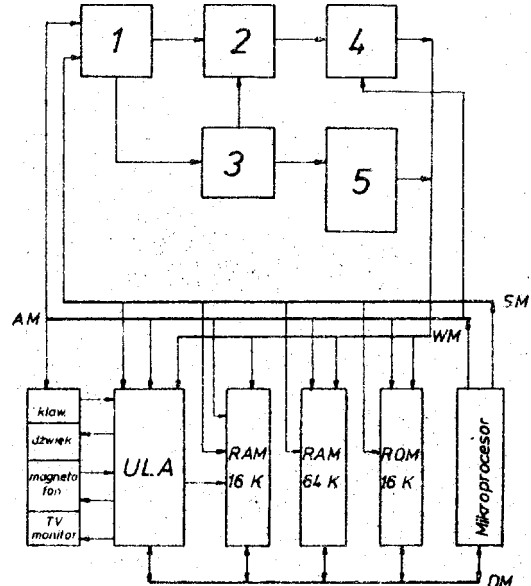 1
2
4
3
5
SM
AM
WM
klaw.
dźwięk
magneto
fon
TV
monitor
ULA
RAM
16 K
RAM
64 K
ROM
16 K
Mikroprocesor
DM